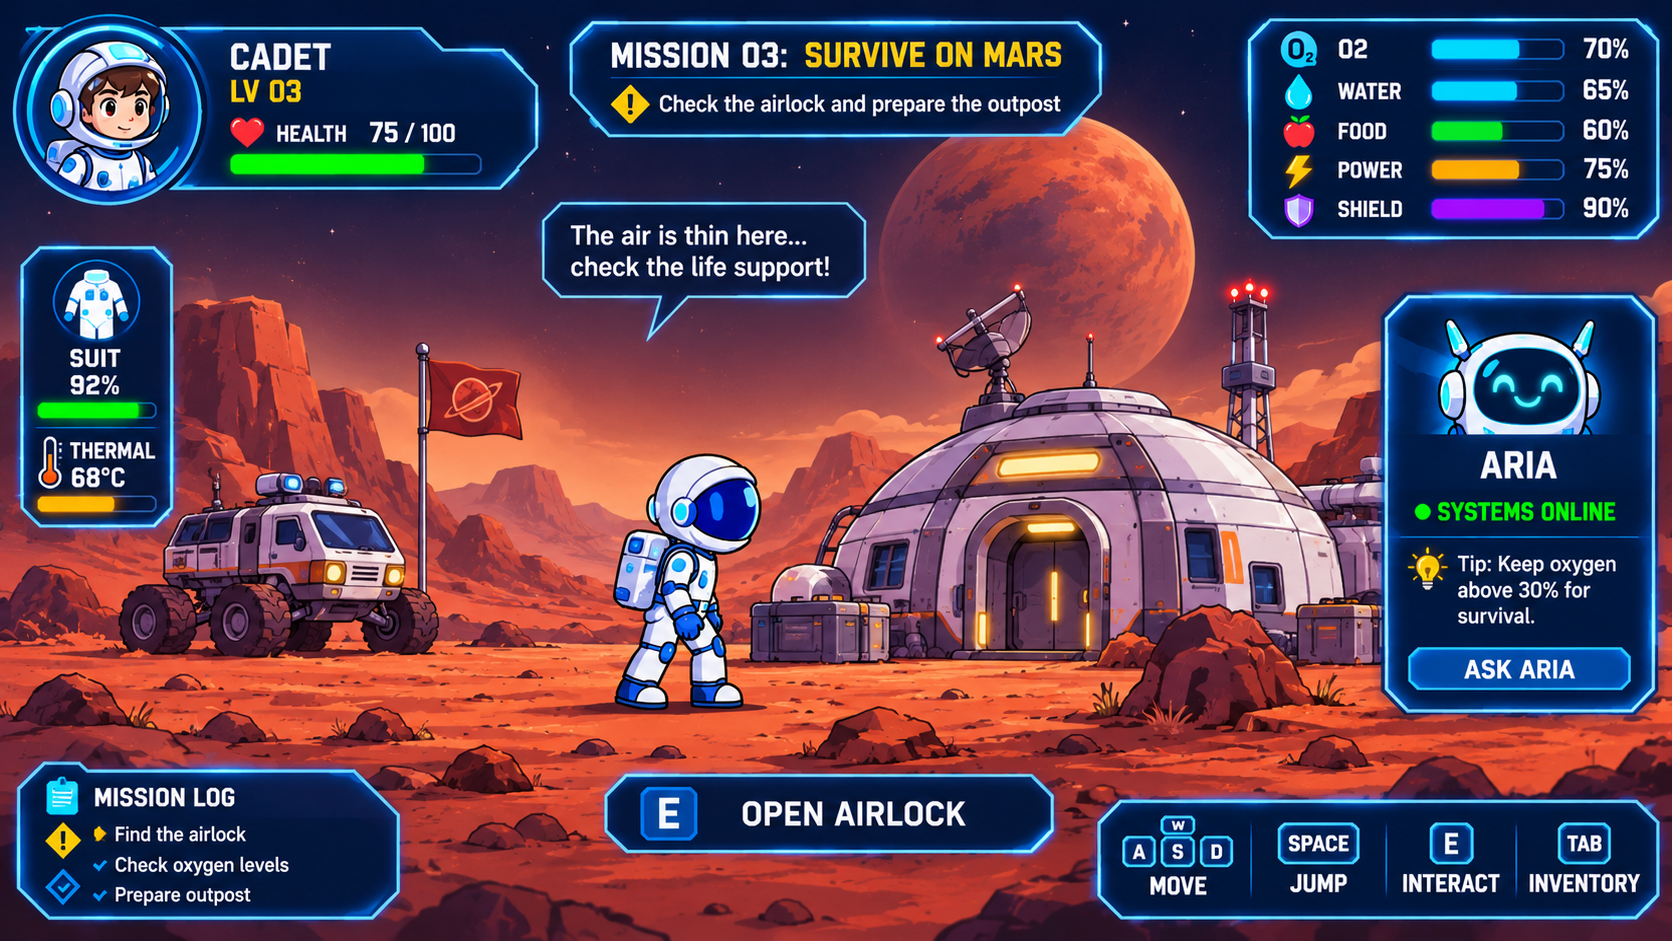 CADET
LV 03
HEALTH 75 / 100
MISSION 03: SURVIVE ON MARS
! Check the airlock and prepare the outpost
O2 O2 70%
WATER 65%
FOOD 60%
POWER 75%
SHIELD 90%
The air is thin here...
check the life support!
SUIT
92%
THERMAL
68°C
ARIA
SYSTEMS ONLINE
Tip: Keep oxygen
above 30% for
survival.
ASK ARIA
MISSION LOG
! Find the airlock
Check oxygen levels
Prepare outpost
E OPEN AIRLOCK
W
A S D
MOVE
SPACE
JUMP
E
INTERACT
TAB
INVENTORY